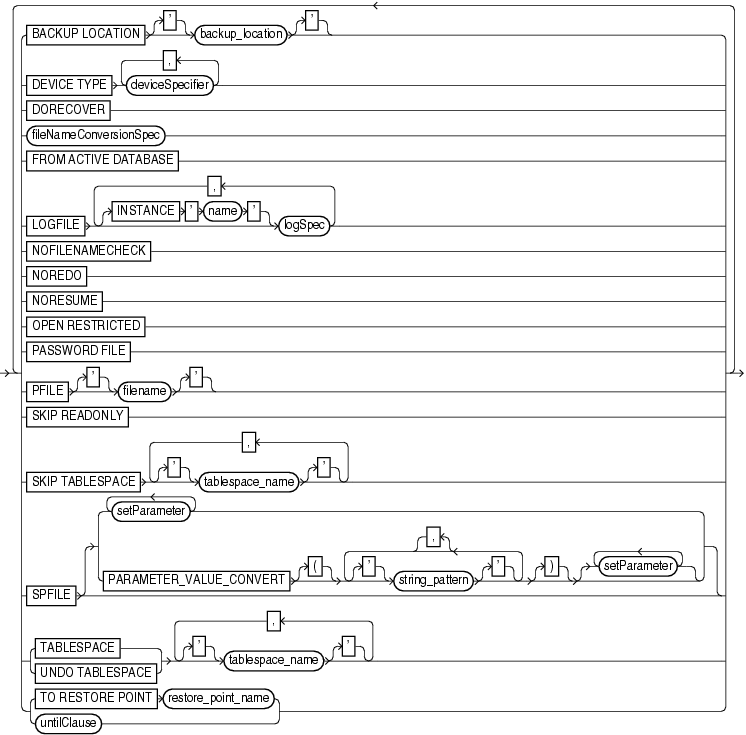 ' '
BACKUP LOCATION backup_location
,
DEVICE TYPE deviceSpecifier
DORECOVER
fileNameConversionSpec
FROM ACTIVE DATABASE
,
INSTANCE ' name '
LOGFILE logSpec
NOFILENAMECHECK
NOREDO
NORESUME
OPEN RESTRICTED
PASSWORD FILE
' '
PFILE filename
SKIP READONLY
,
' '
SKIP TABLESPACE tablespace_name
setParameter
,
( ' ' ) setParameter
PARAMETER_VALUE_CONVERT string_pattern
SPFILE
,
TABLESPACE ' '
UNDO TABLESPACE tablespace_name
TO RESTORE POINT restore_point_name
untilClause